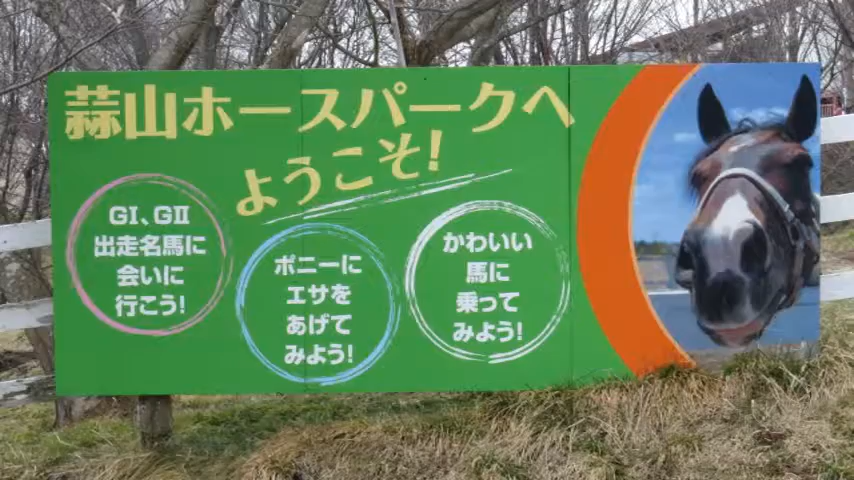 蒜山ホースパークへ
ようこそ!
GI、GII
出走名馬に
会いに
行こう!
ポニーに
エサを
あげて
みよう!
かわいい
馬に
乗って
みよう!